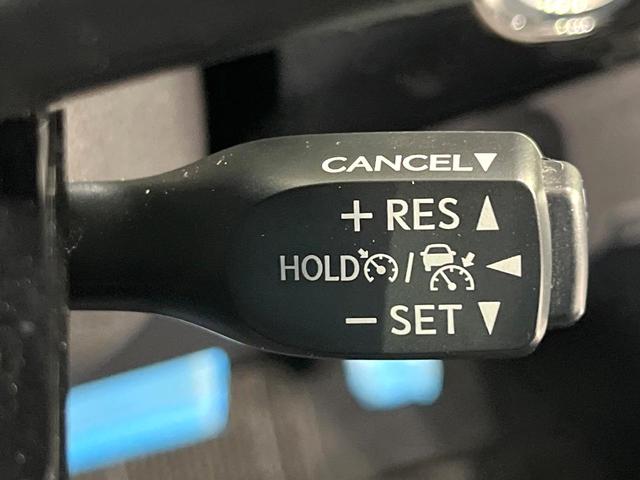 CANCEL▼
+ RES ▲
HOLD / ◀
− SET ▼